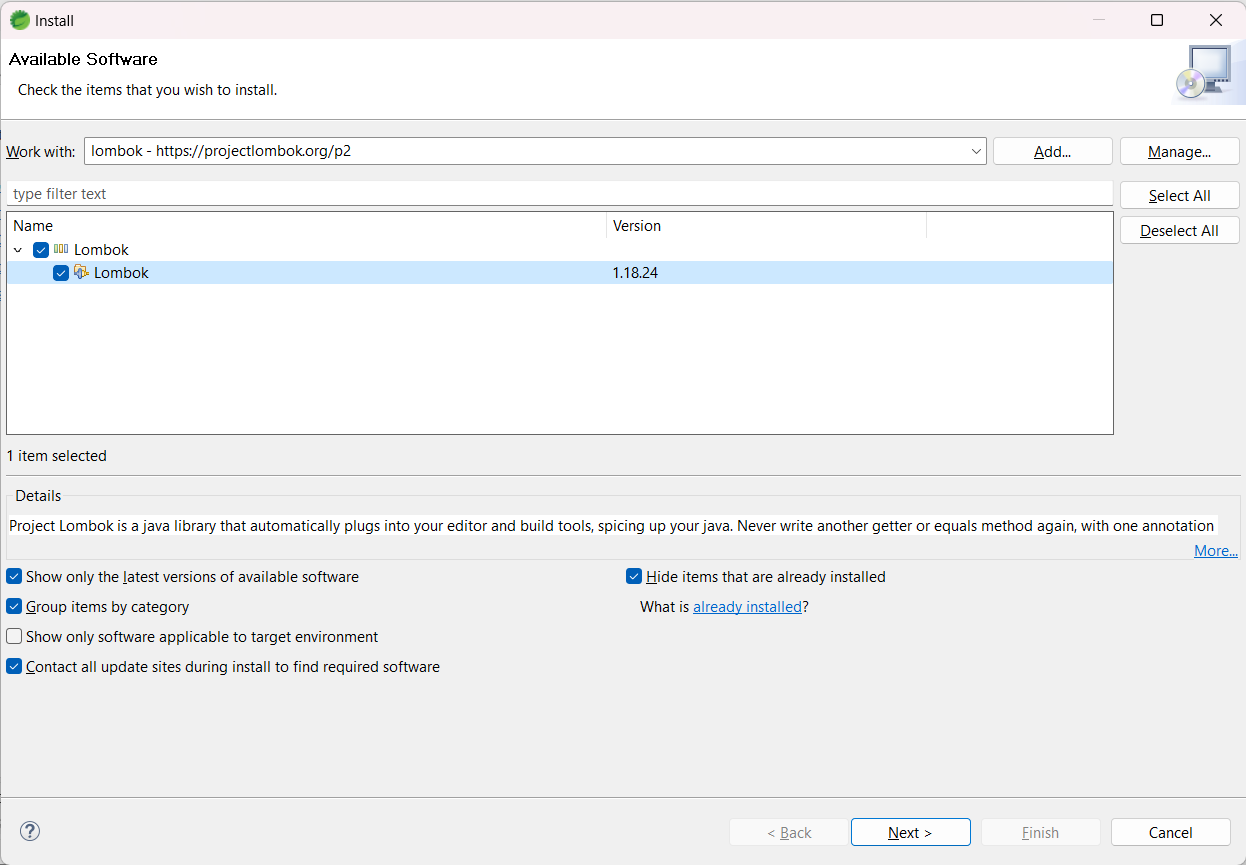 Install
Available Software
Check the items that you wish to install.
Work with: lombok - https://projectlombok.org/p2 Add... Manage...
type filter text Select All
Name Version Deselect All
Lombok
Lombok 1.18.24
1 item selected
Details
Project Lombok is a java library that automatically plugs into your editor and build tools, spicing up your java. Never write another getter or equals method again, with one annotation
More...
Show only the latest versions of available software Hide items that are already installed
Group items by category What is already installed?
Show only software applicable to target environment
Contact all update sites during install to find required software
? < Back Next > Finish Cancel